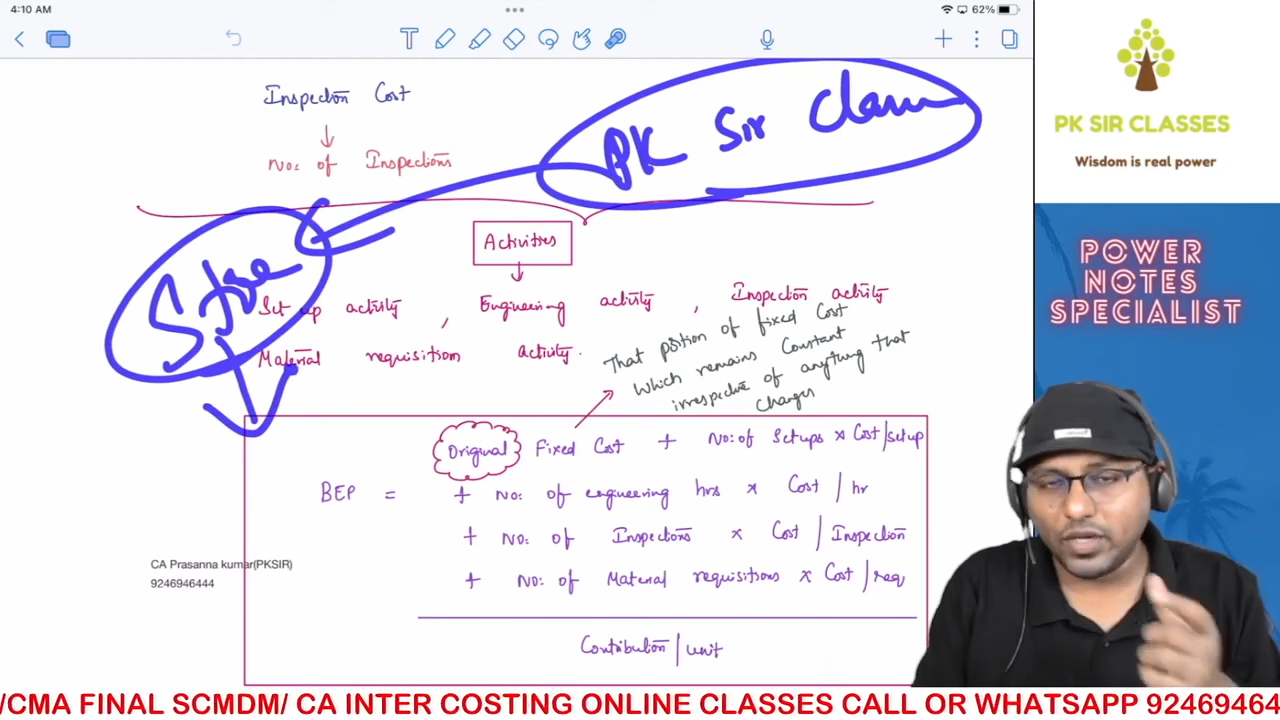 4:10 AM
62%
Inspection Cost
PK Sir Classes
No: of Inspections
Activities
Set up activity , Engineering activity , Inspection activity
Material requisition activity.
That portion of fixed Cost
Which remains Constant
irrespective of anything that
Changes
Original Fixed Cost + No: of Setups x Cost/setup
BEP = + No: of engineering hrs x Cost / hr
+ No: of Inspections x Cost / Inspection
+ No: of Material requisitions x Cost / req
Contribution / unit
CA Prasanna kumar(PKSIR)
9246946444
PK SIR CLASSES
Wisdom is real power
POWER
NOTES
SPECIALIST
/CMA FINAL SCMDM/ CA INTER COSTING ONLINE CLASSES CALL OR WHATSAPP 92469464